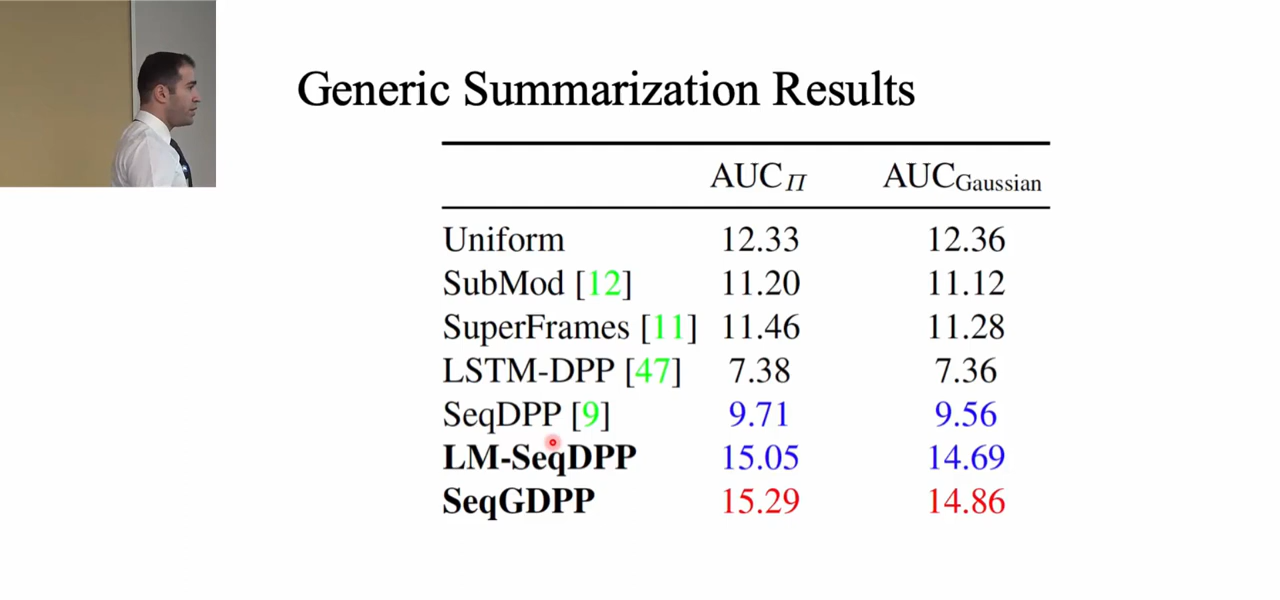 Generic Summarization Results
AUC_Π AUC_Gaussian
Uniform 12.33 12.36
SubMod [12] 11.20 11.12
SuperFrames [11] 11.46 11.28
LSTM-DPP [47] 7.38 7.36
SeqDPP [9] 9.71 9.56
LM-SeqDPP 15.05 14.69
SeqGDPP 15.29 14.86